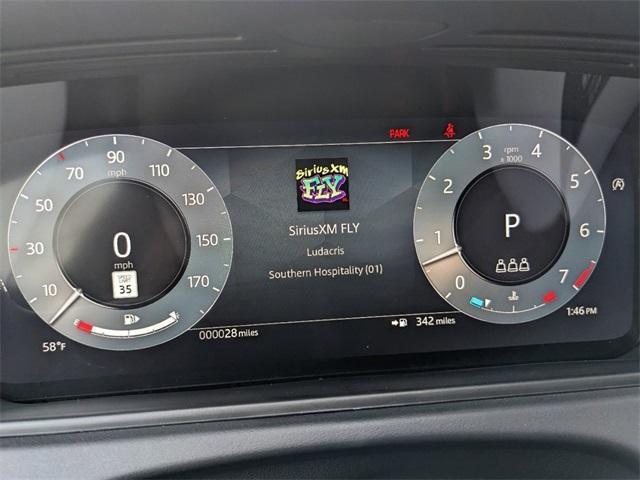 PARK
10
30
50
70
90
110
130
150
170
mph
0
mph
SPEED
LIMIT
35
58°F
000028 miles
SiriusXM
FLY
SiriusXM FLY
Ludacris
Southern Hospitality (01)
342 miles
0
1
2
3
4
5
6
7
rpm
x 1000
P
1:46 PM